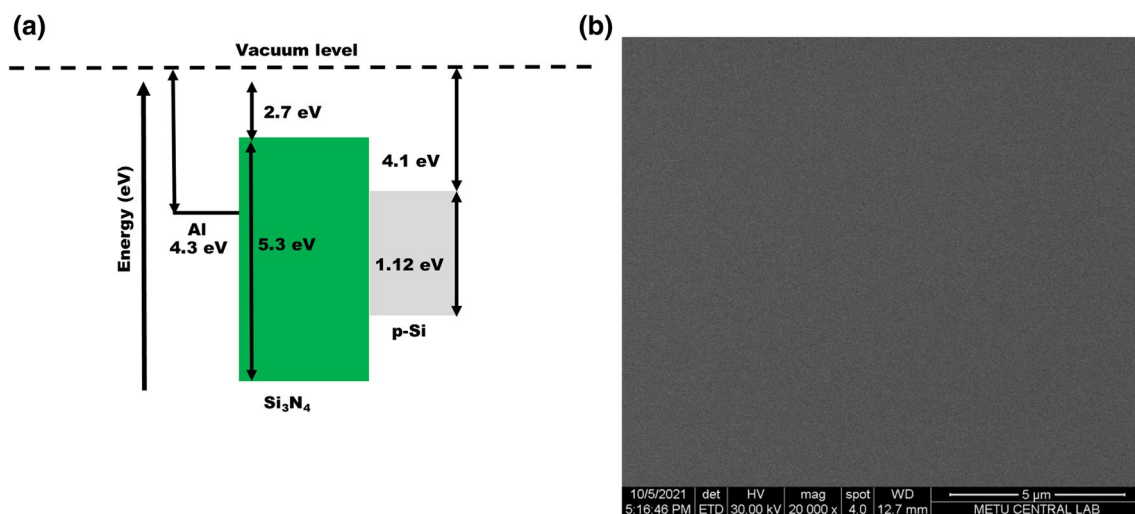 (a)
Vacuum level
2.7 eV
4.1 eV
Energy (eV)
Al
4.3 eV
5.3 eV
1.12 eV
p-Si
Si₃N₄
(b)
10/5/2021 det HV mag spot WD 5 µm
5:16:46 PM ETD 30.00 kV 20 000 x 4.0 12.7 mm METU CENTRAL LAB